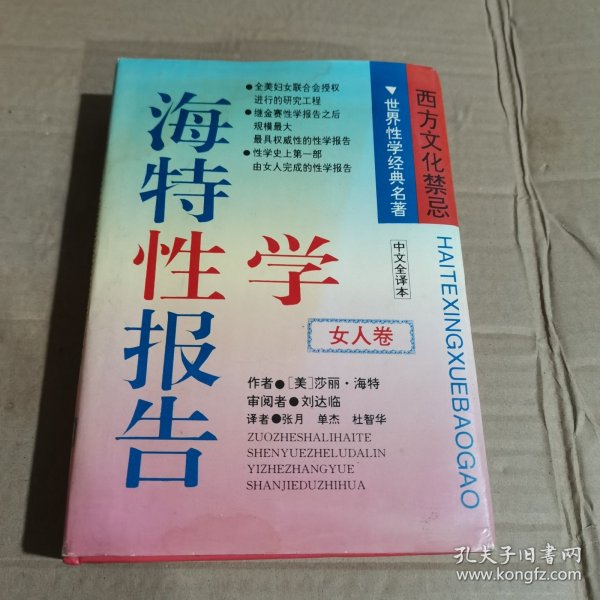 西方文化禁忌
▼世界性学经典名著
●全美妇女联合会授权
进行的研究工程
●继金赛性学报告之后
规模最大
最具权威性的性学报告
●性学史上第一部
由女人完成的性学报告
海特性学报告
中文全译本
HAITEXINGXUEBAOGAO
女人卷
作者●[美]莎丽·海特
审阅者●刘达临
译者●张月 单杰 杜智华
ZUOZHESHALIHAITE
SHENYUEZHELUDALIN
YIZHEZHANGYUE
SHANJIEDUZHIHUA
孔夫子旧书网
www.kongfz.com